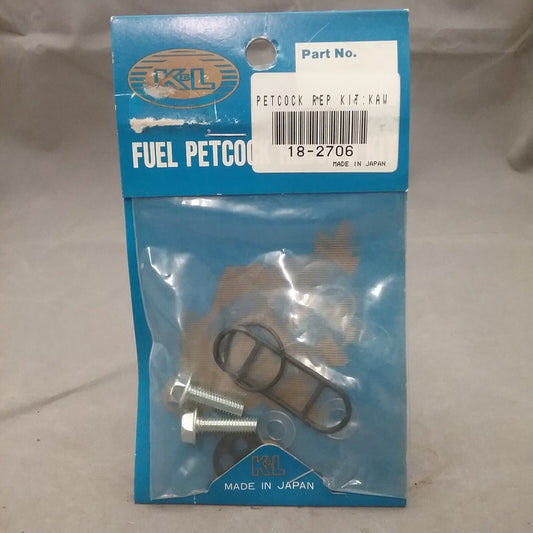 K&L
Part No.
PETCOCK REP KIT:KAW
18-2706
MADE IN JAPAN
FUEL PETCOCK
K&L
MADE IN JAPAN